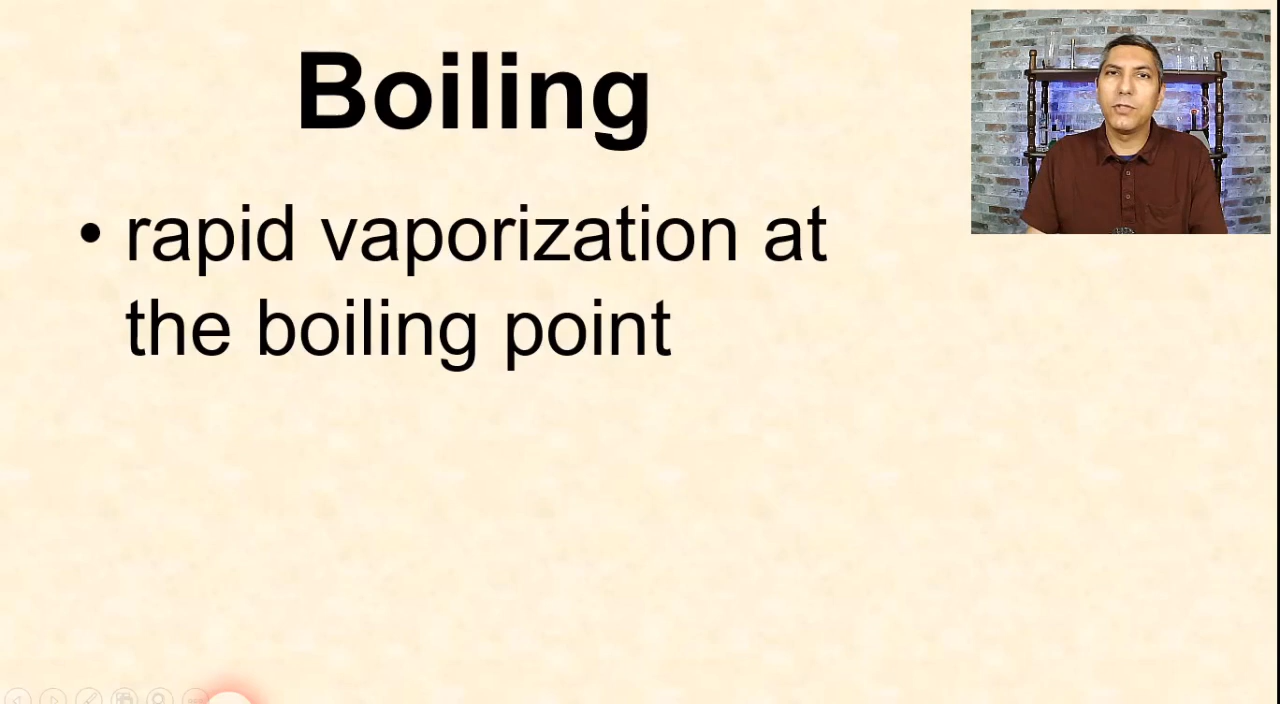 Boiling
• rapid vaporization at
the boiling point